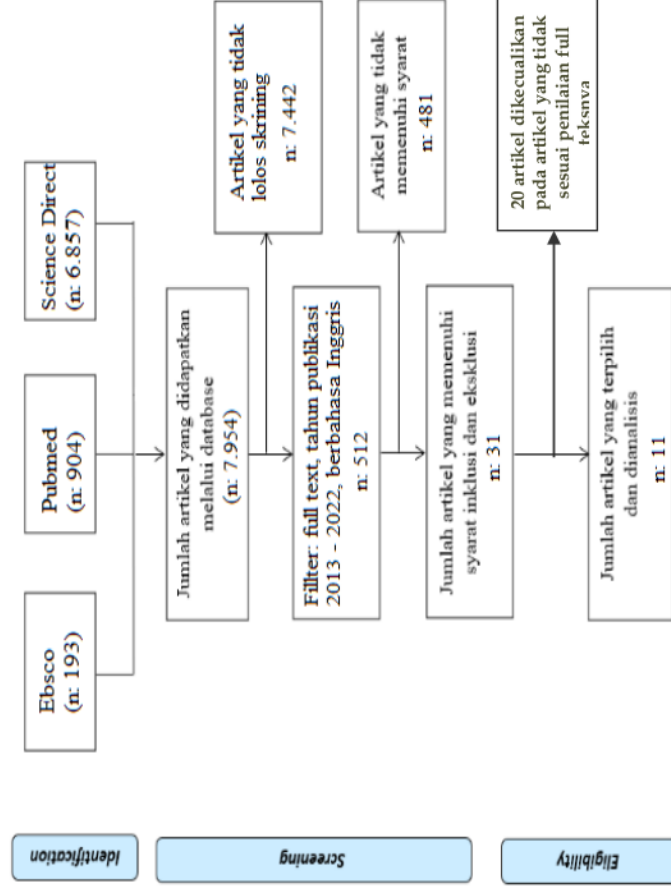 Identification
Ebsco
(n: 193)
Pubmed
(n: 904)
Science Direct
(n: 6.857)
Screening
Jumlah artikel yang didapatkan
melalui database
(n: 7.954)
Artikel yang tidak
lolos skrining
n: 7.442
Fillter: full text, tahun publikasi
2013 - 2022, berbahasa Inggris
n: 512
Artikel yang tidak
memenuhi syarat
n: 481
Jumlah artikel yang memenuhi
syarat inklusi dan eksklusi
n: 31
Eligibility
20 artikel dikecualikan
pada artikel yang tidak
sesuai penilaian full
teksnya
Jumlah artikel yang terpilih
dan dianalisis
n: 11